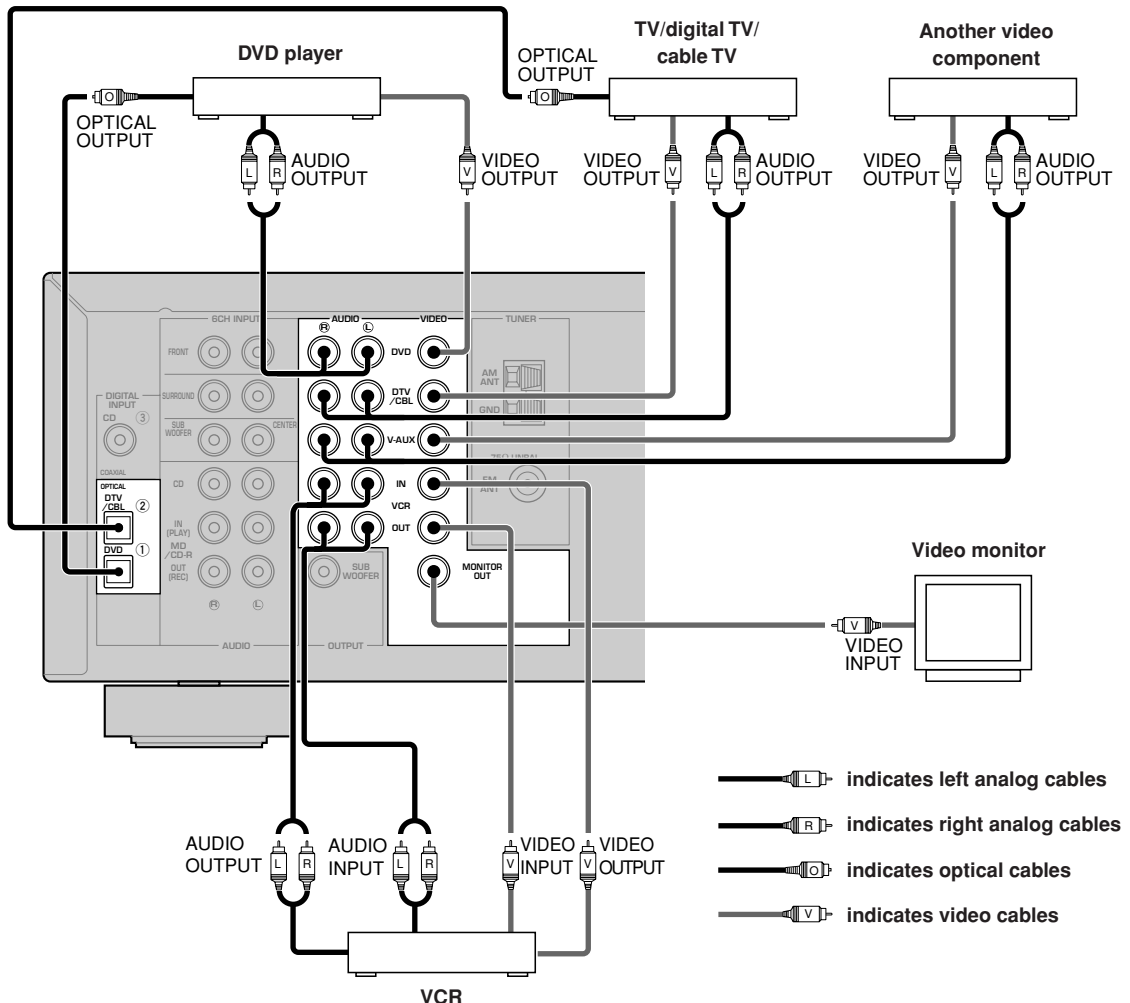 DVD player
TV/digital TV/
cable TV
Another video
component
OPTICAL
OUTPUT
OPTICAL
OUTPUT
L
R
AUDIO
OUTPUT
V
VIDEO
OUTPUT
VIDEO
OUTPUT
V
L
R
AUDIO
OUTPUT
VIDEO
OUTPUT
V
L
R
AUDIO
OUTPUT
O
O
6CH INPUT
AUDIO
VIDEO
TUNER
R
L
FRONT
DVD
AM
ANT
GND
DIGITAL
INPUT
CD
③
SURROUND
DTV
/CBL
SUB
WOOFER
CENTER
V-AUX
75Ω UNBAL.
FM
ANT
COAXIAL
OPTICAL
DTV
/CBL
②
DVD
①
CD
IN
VCR
OUT
IN
(PLAY)
MD
/CD-R
OUT
(REC)
SUB
WOOFER
MONITOR
OUT
R
L
AUDIO
OUTPUT
Video monitor
V
VIDEO
INPUT
L
indicates left analog cables
R
indicates right analog cables
O
indicates optical cables
V
indicates video cables
AUDIO
OUTPUT
L
R
AUDIO
INPUT
L
R
V
VIDEO
INPUT
V
VIDEO
OUTPUT
VCR